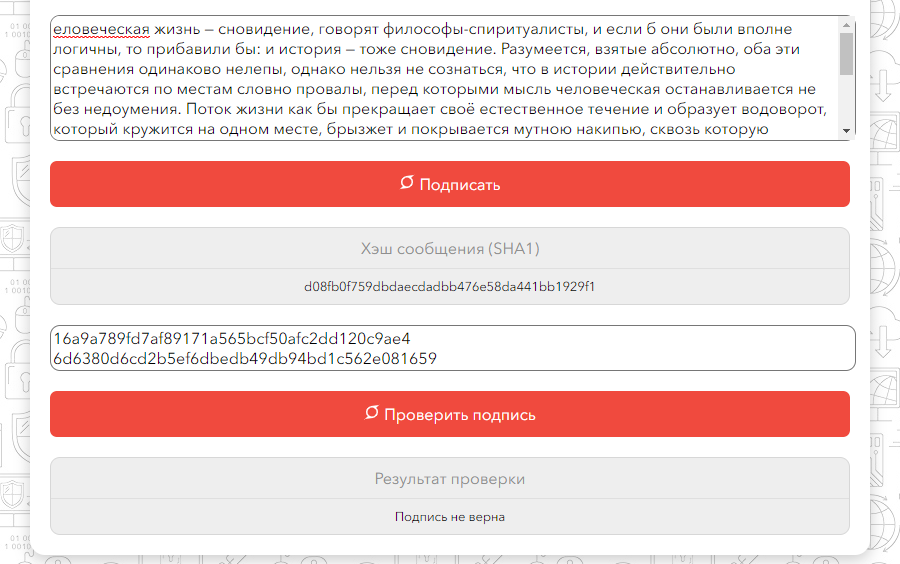 еловеческая жизнь — сновидение, говорят философы-спиритуалисты, и если б они были вполне
логичны, то прибавили бы: и история — тоже сновидение. Разумеется, взятые абсолютно, оба эти
сравнения одинаково нелепы, однако нельзя не сознаться, что в истории действительно
встречаются по местам словно провалы, перед которыми мысль человеческая останавливается не
без недоумения. Поток жизни как бы прекращает своё естественное течение и образует водоворот,
который кружится на одном месте, брызжет и покрывается мутною накипью, сквозь которую
Подписать
Хэш сообщения (SHA1)
d08fb0f759dbdaecdadbb476e58da441bb1929f1
16a9a789fd7af89171a565bcf50afc2dd120c9ae4
6d6380d6cd2b5ef6dbedb49db94bd1c562e081659
Проверить подпись
Результат проверки
Подпись не верна